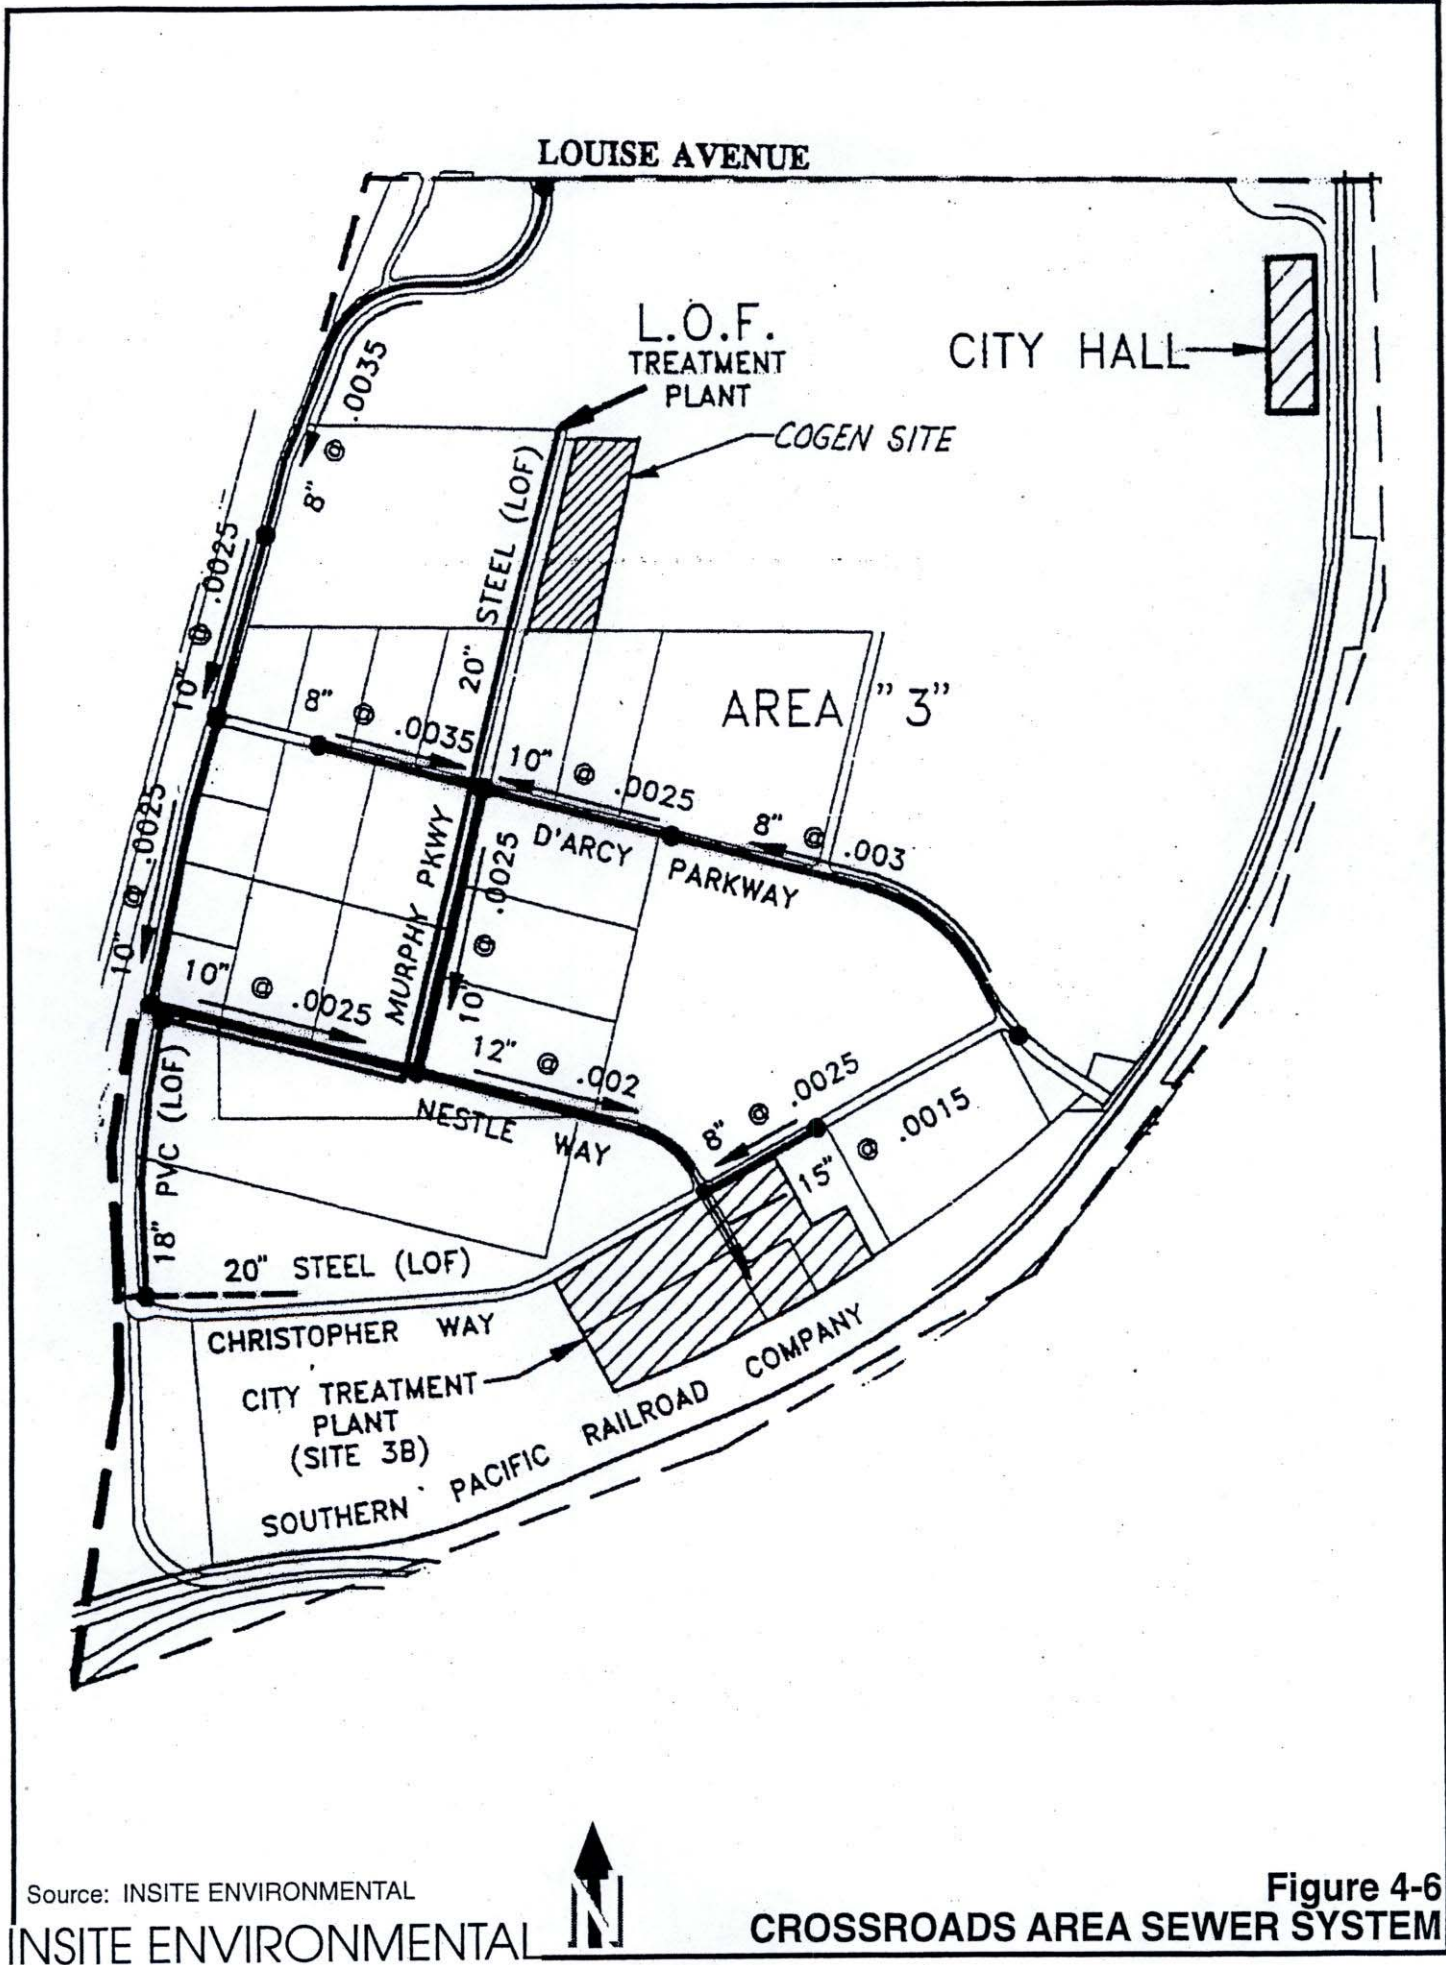 LOUISE AVENUE
L.O.F.
TREATMENT
PLANT
CITY HALL
COGEN SITE
8" @ .0035
20" STEEL (LOF)
10" @ .0025
AREA "3"
8" @ .0035
10" @ .0025
8" @ .003
D'ARCY PARKWAY
10" @ .0025
MURPHY PKWY
10" @ .0025
10" @ .0025
12" @ .002
NESTLE WAY
8" @ .0025
15" @ .0015
18" PVC (LOF)
20" STEEL (LOF)
CHRISTOPHER WAY
CITY TREATMENT
PLANT
(SITE 3B)
SOUTHERN PACIFIC RAILROAD COMPANY
Source: INSITE ENVIRONMENTAL
INSITE ENVIRONMENTAL
N
Figure 4-6
CROSSROADS AREA SEWER SYSTEM